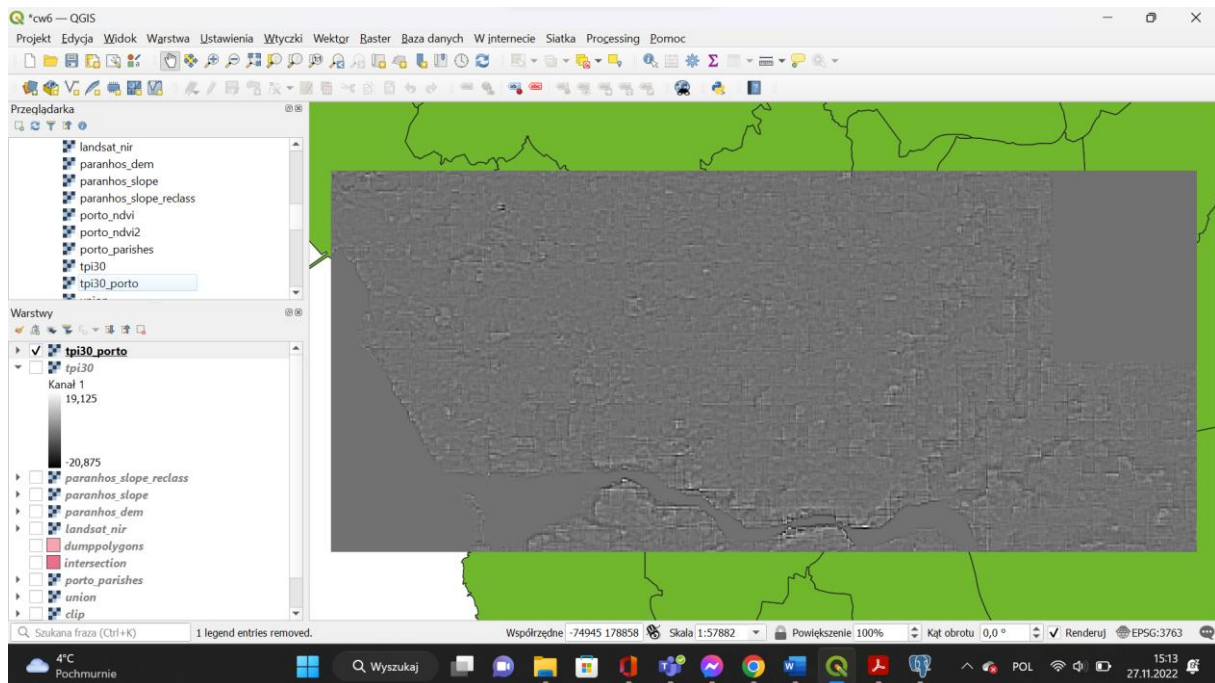 *cw6 — QGIS
Projekt Edycja Widok Warstwa Ustawienia Wtyczki Wektor Raster Baza danych W internecie Siatka Processing Pomoc
Przeglądarka
landsat_nir
paranhos_dem
paranhos_slope
paranhos_slope_reclass
porto_ndvi
porto_ndvi2
porto_parishes
tpi30
tpi30_porto
Warstwy
tpi30_porto
tpi30
Kanał 1
19,125
-20,875
paranhos_slope_reclass
paranhos_slope
paranhos_dem
landsat_nir
dumppolygons
intersection
porto_parishes
union
clip
Szukana fraza (Ctrl+K) 1 legend entries removed. Współrzędne -74945 178858 Skala 1:57882 Powiększenie 100% Kąt obrotu 0,0 ° Renderuj EPSG:3763
4°C
Pochmurnie
Wyszukaj
POL
15:13
27.11.2022